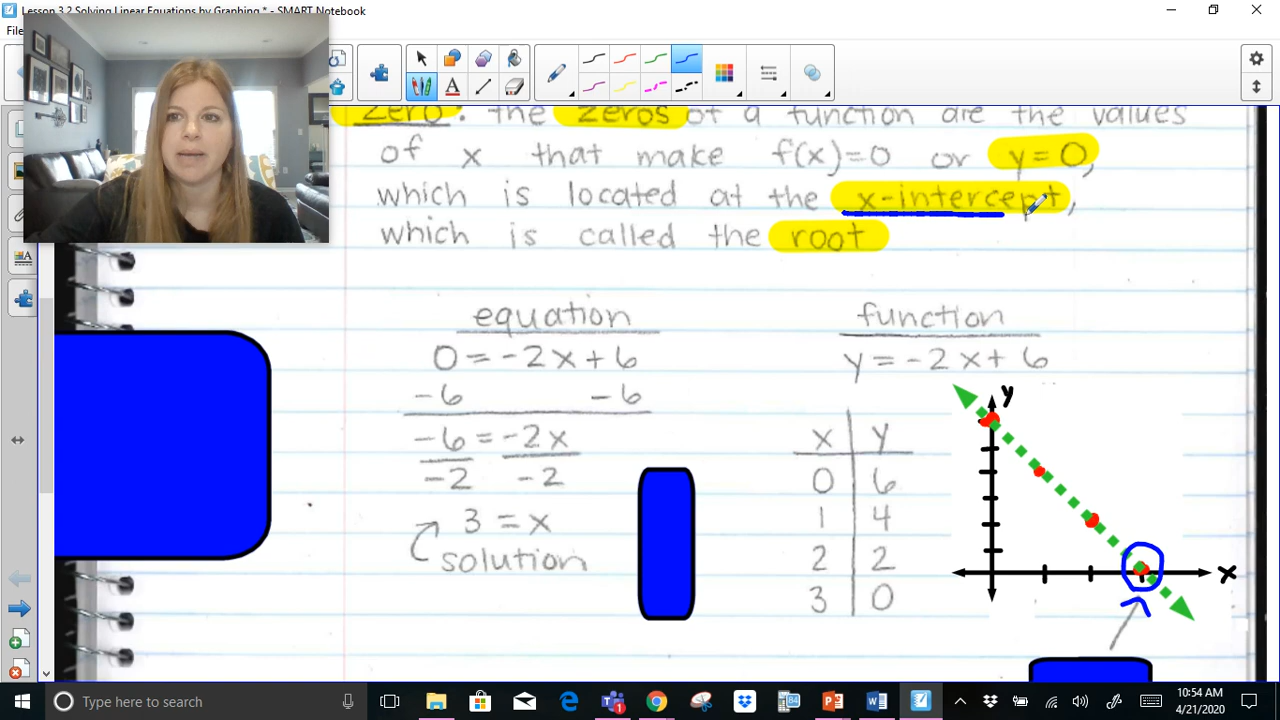 Lesson 3.2 Solving Linear Equations by Graphing * - SMART Notebook
File
A
zero: the zeros of a function are the values
of x that make f(x)=0 or y=0,
which is located at the x-intercept,
which is called the root
equation
0 = -2x + 6
-6 -6
-6 = -2x
-2 -2
3 = x
solution
function
y = -2x + 6
x y
0 6
1 4
2 2
3 0
y
x
Type here to search
10:54 AM
4/21/2020